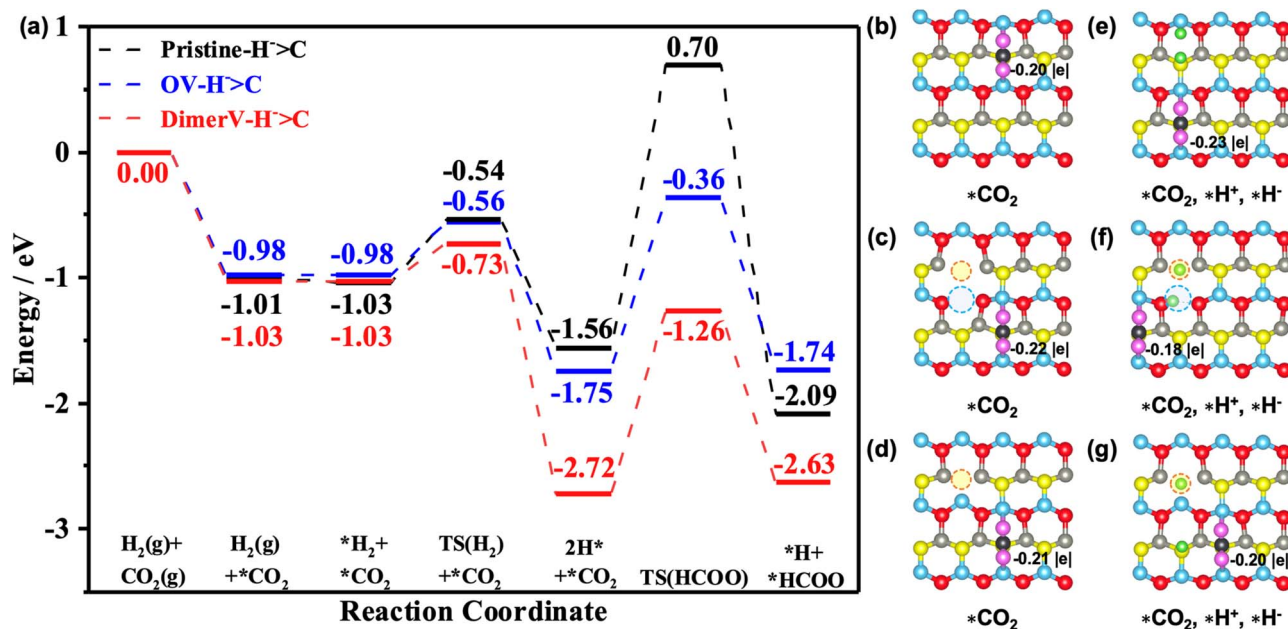 (a)
1
0
-1
-2
-3
Energy / eV
Pristine-H⁻>C
OV-H⁻>C
DimerV-H⁻>C
0.00
-0.98
-1.01
-1.03
-0.98
-1.03
-1.03
-0.54
-0.56
-0.73
-1.56
-1.75
-2.72
0.70
-0.36
-1.26
-1.74
-2.09
-2.63
H₂(g)+
CO₂(g)
H₂(g)
+*CO₂
*H₂+
*CO₂
TS(H₂)
+*CO₂
2H*
+*CO₂
TS(HCOO)
*H+
*HCOO
Reaction Coordinate
(b)
-0.20 |e|
*CO₂
(e)
-0.23 |e|
*CO₂, *H⁺, *H⁻
(c)
-0.22 |e|
*CO₂
(f)
-0.18 |e|
*CO₂, *H⁺, *H⁻
(d)
-0.21 |e|
*CO₂
(g)
-0.20 |e|
*CO₂, *H⁺, *H⁻